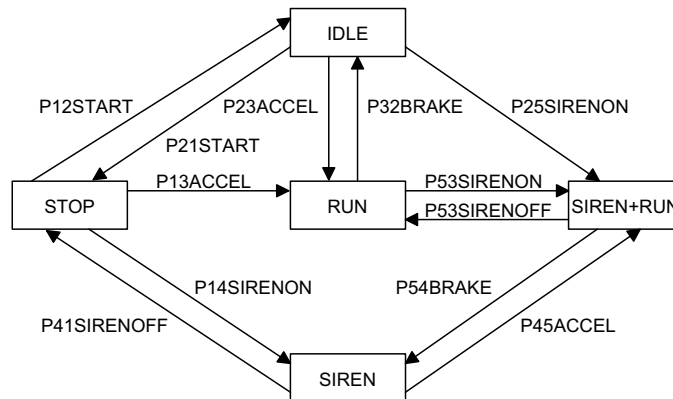 IDLE
P12START
P23ACCEL
P32BRAKE
P25SIRENON
P21START
P13ACCEL
P53SIRENON
STOP
RUN
SIREN+RUN
P53SIRENOFF
P14SIRENON
P54BRAKE
P41SIRENOFF
P45ACCEL
SIREN